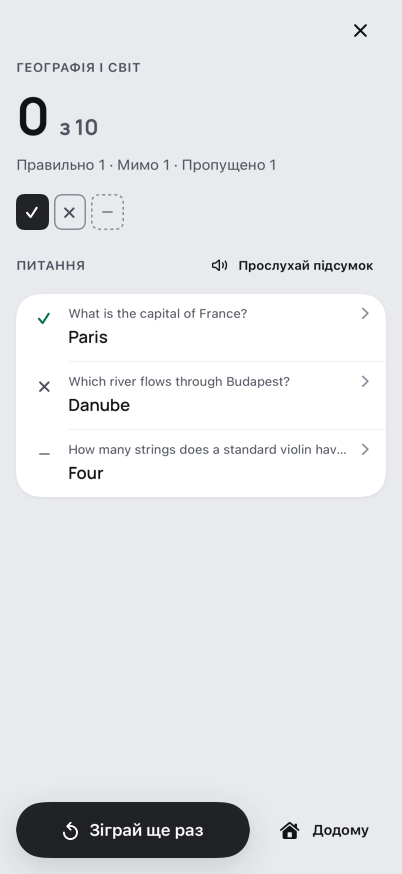 ГЕОГРАФІЯ І СВІТ
0 з 10
Правильно 1 · Мимо 1 · Пропущено 1
ПИТАННЯ
Прослухай підсумок
What is the capital of France?
Paris
Which river flows through Budapest?
Danube
How many strings does a standard violin hav...
Four
Зіграй ще раз
Додому